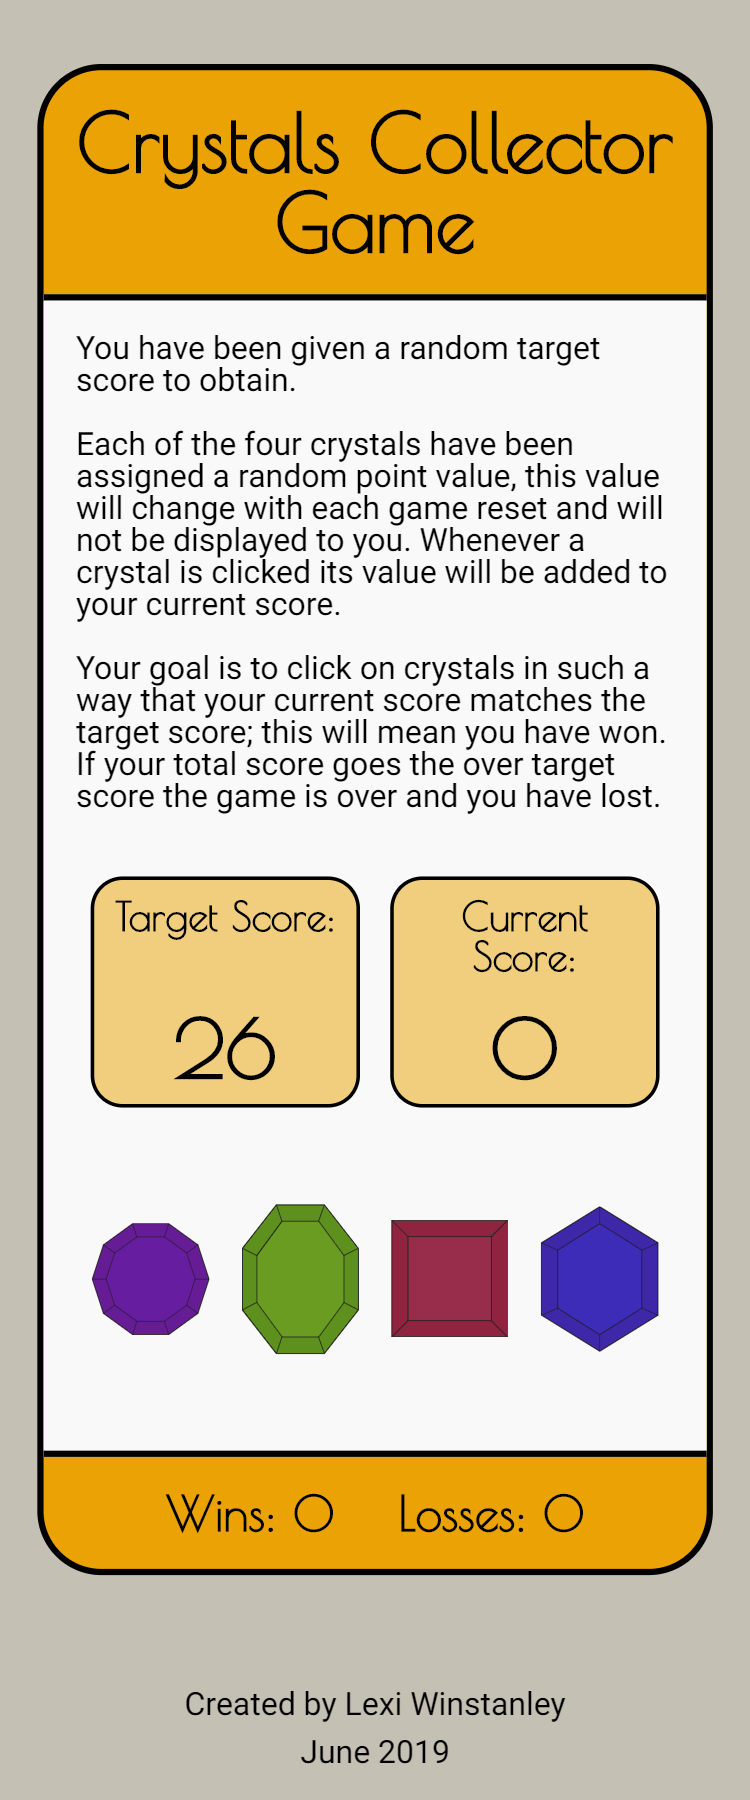 Crystals Collector
Game
You have been given a random target
score to obtain.
Each of the four crystals have been
assigned a random point value, this value
will change with each game reset and will
not be displayed to you. Whenever a
crystal is clicked its value will be added to
your current score.
Your goal is to click on crystals in such a
way that your current score matches the
target score; this will mean you have won.
If your total score goes the over target
score the game is over and you have lost.
Target Score:
26
Current
Score:
0
Wins: 0 Losses: 0
Created by Lexi Winstanley
June 2019